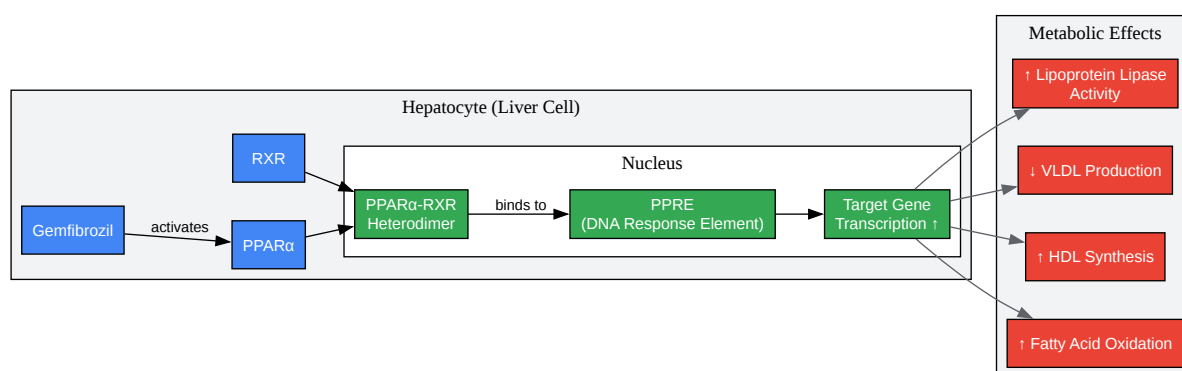 Metabolic Effects
↑ Lipoprotein Lipase
Activity
Hepatocyte (Liver Cell)
RXR
Nucleus
Gemfibrozil
activates
PPARα
PPARα-RXR
Heterodimer
binds to
PPRE
(DNA Response Element)
Target Gene
Transcription ↑
↓ VLDL Production
↑ HDL Synthesis
↑ Fatty Acid Oxidation